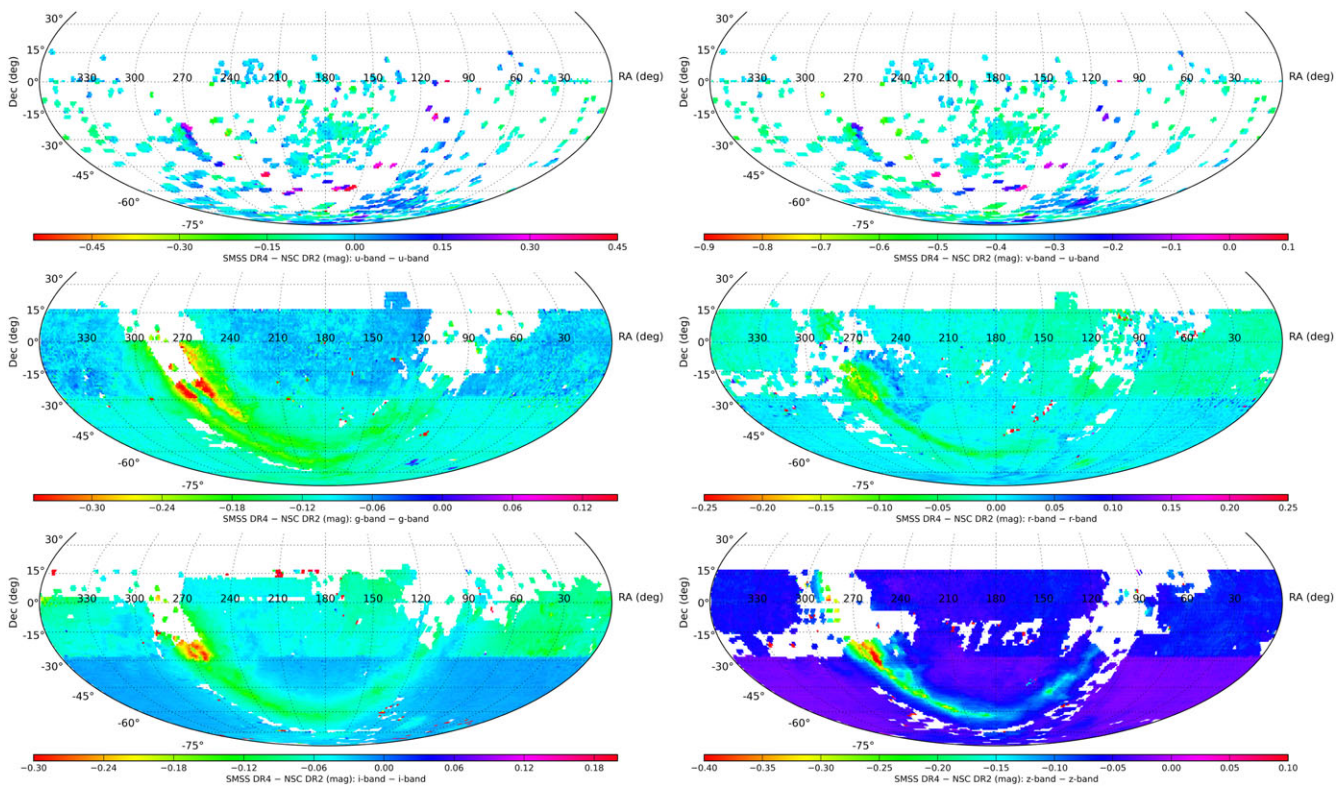 30°
15°
Dec (deg)
0°
330 300 270 240 180 150 120 90 60 30
RA (deg)
-15°
-30°
-45°
-60°
-75°
−0.45 −0.30 −0.15 0.00 0.15 0.30 0.45
SMSS DR4 − NSC DR2 (mag): u-band − u-band
30°
15°
Dec (deg)
0°
330 300 270 240 180 150 120 90 60 30
RA (deg)
-15°
-30°
-45°
-60°
-75°
−0.9 −0.8 −0.7 −0.6 −0.5 −0.4 −0.3 −0.2 −0.1 0.0 0.1
SMSS DR4 − NSC DR2 (mag): v-band − u-band
30°
15°
Dec (deg)
0°
330 300 270 240 180 150 120 90 60 30
RA (deg)
-15°
-30°
-45°
-60°
-75°
−0.30 −0.24 −0.18 −0.12 −0.06 0.00 0.06 0.12
SMSS DR4 − NSC DR2 (mag): g-band − g-band
30°
15°
Dec (deg)
0°
330 300 270 240 180 150 120 90 60 30
RA (deg)
-15°
-30°
-45°
-60°
-75°
−0.25 −0.20 −0.15 −0.10 −0.05 0.00 0.05 0.10 0.15 0.20 0.25
SMSS DR4 − NSC DR2 (mag): r-band − r-band
30°
15°
Dec (deg)
0°
330 300 270 240 180 150 120 90 60 30
RA (deg)
-15°
-30°
-45°
-60°
-75°
−0.30 −0.24 −0.18 −0.12 −0.06 0.00 0.06 0.12 0.18
SMSS DR4 − NSC DR2 (mag): i-band − i-band
30°
15°
Dec (deg)
0°
330 300 270 240 180 150 120 90 60 30
RA (deg)
-15°
-30°
-45°
-60°
-75°
−0.40 −0.35 −0.30 −0.25 −0.20 −0.15 −0.10 −0.05 0.00 0.05 0.10
SMSS DR4 − NSC DR2 (mag): z-band − z-band